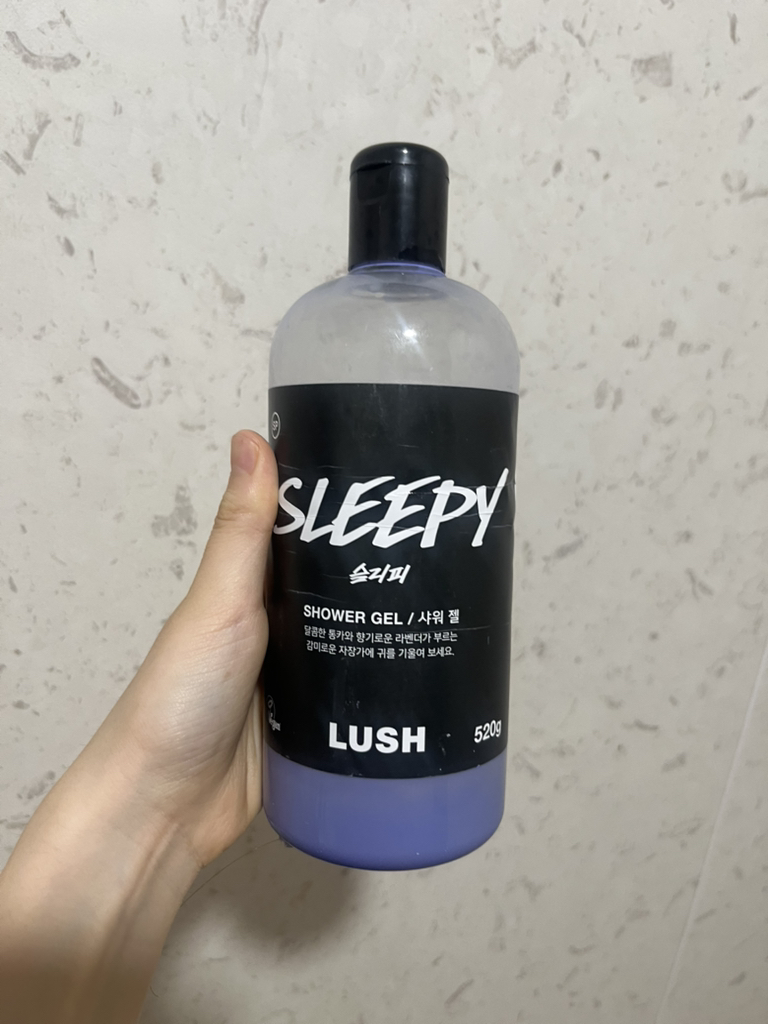 SP
SLEEPY
슬리피
SHOWER GEL / 샤워 젤
달콤한 통카와 향기로운 라벤더가 부르는
감미로운 자장가에 귀를 기울여 보세요.
LUSH
520g